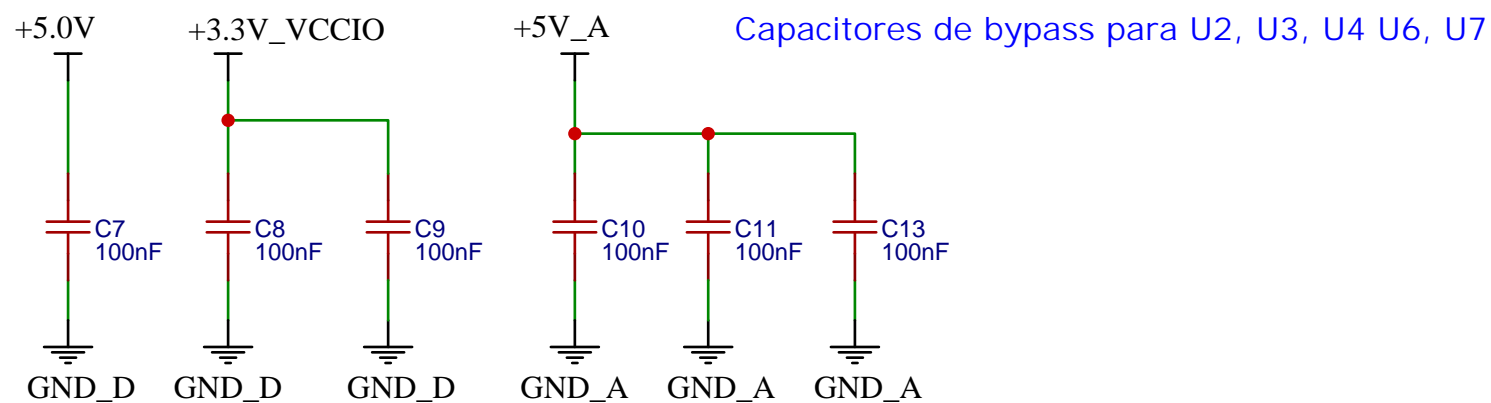 +5.0V
+3.3V_VCCIO
+5V_A
Capacitores de bypass para U2, U3, U4 U6, U7
C7
100nF
C8
100nF
C9
100nF
C10
100nF
C11
100nF
C13
100nF
GND_D
GND_D
GND_D
GND_A
GND_A
GND_A